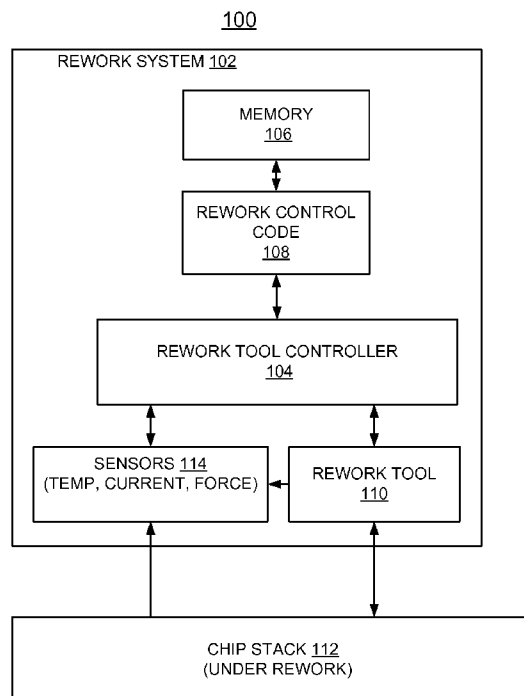 100
REWORK SYSTEM 102
MEMORY
106
REWORK CONTROL
CODE
108
REWORK TOOL CONTROLLER
104
SENSORS 114
(TEMP, CURRENT, FORCE)
REWORK TOOL
110
CHIP STACK 112
(UNDER REWORK)